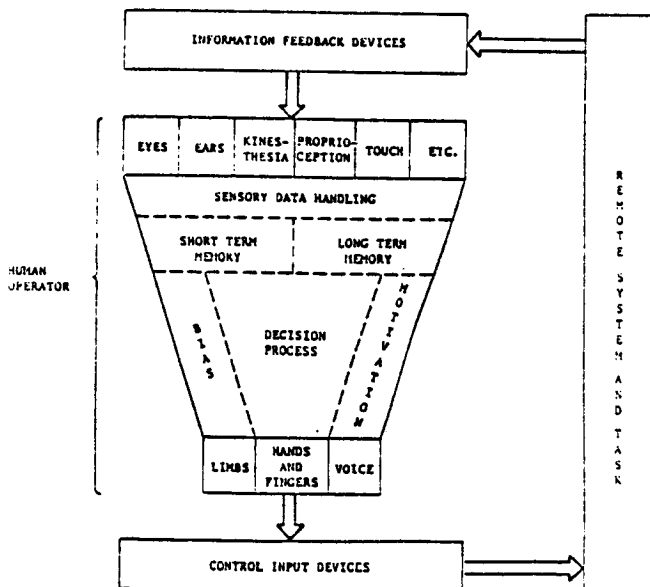 INFORMATION FEEDBACK DEVICES
EYES
EARS
KINES-
THESIA
PROPRIO-
CEPTION
TOUCH
ETC.
SENSORY DATA HANDLING
SHORT TERM
MEMORY
LONG TERM
MEMORY
HUMAN
OPERATOR
BIAS
DECISION
PROCESS
MOTIVATION
LIMBS
HANDS
AND
FINGERS
VOICE
CONTROL INPUT DEVICES
REMOTE SYSTEM AND TASK